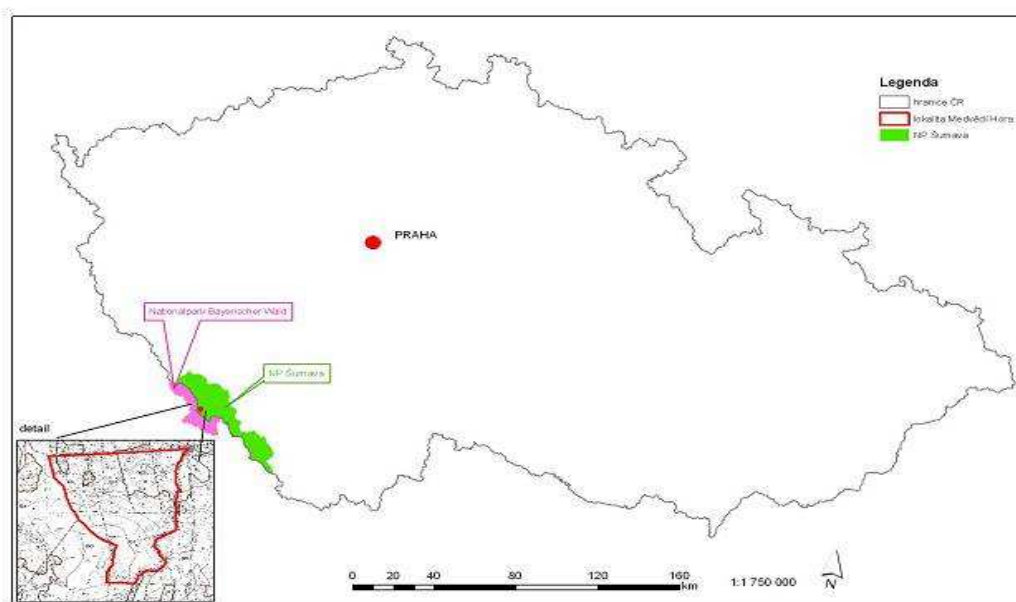 Legenda
hranice ČR
lokalita Medvědí Hora
NP Šumava
PRAHA
Nationalpark Bayerischer Wald
NP Šumava
detail
0 20 40 80 120 160
km
1:1 750 000
N